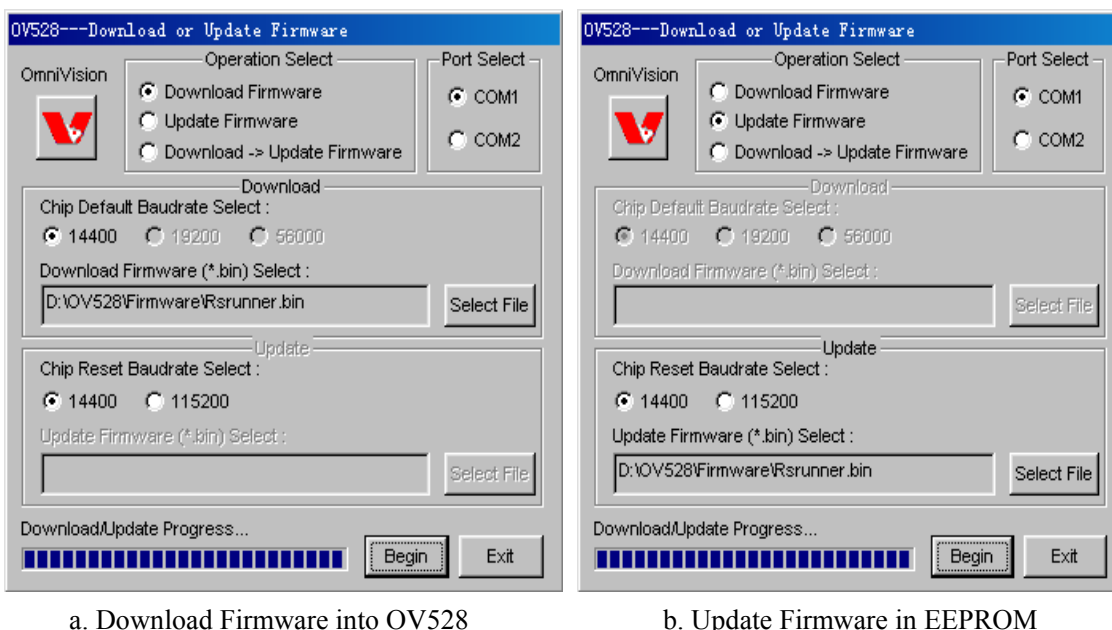 OV528---Download or Update Firmware
OmniVision
Operation Select
Download Firmware
Update Firmware
Download -> Update Firmware
Port Select
COM1
COM2
Download
Chip Default Baudrate Select :
14400 19200 56000
Download Firmware (*.bin) Select :
D:\OV528\Firmware\Rsrunner.bin
Select File
Update
Chip Reset Baudrate Select :
14400 115200
Update Firmware (*.bin) Select :
Select File
Download/Update Progress...
Begin
Exit
a. Download Firmware into OV528
OV528---Download or Update Firmware
OmniVision
Operation Select
Download Firmware
Update Firmware
Download -> Update Firmware
Port Select
COM1
COM2
Download
Chip Default Baudrate Select :
14400 19200 56000
Download Firmware (*.bin) Select :
Select File
Update
Chip Reset Baudrate Select :
14400 115200
Update Firmware (*.bin) Select :
D:\OV528\Firmware\Rsrunner.bin
Select File
Download/Update Progress...
Begin
Exit
b. Update Firmware in EEPROM